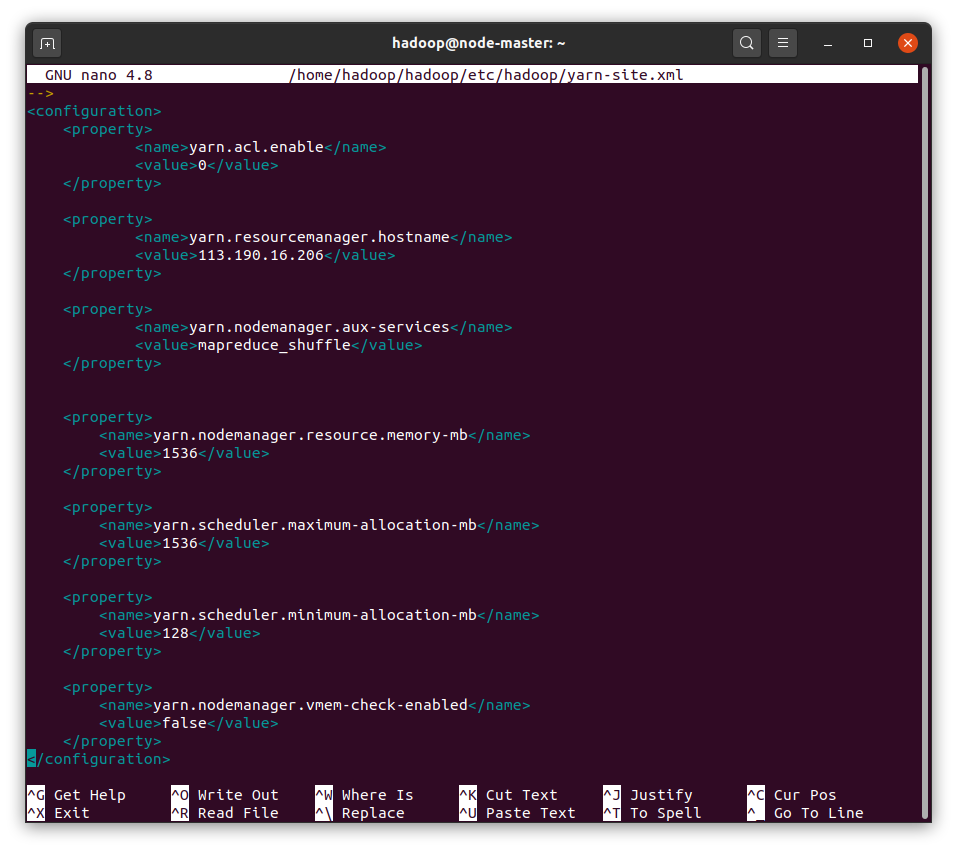 hadoop@node-master: ~
GNU nano 4.8 /home/hadoop/hadoop/etc/hadoop/yarn-site.xml
-->
<configuration>
    <property>
            <name>yarn.acl.enable</name>
            <value>0</value>
    </property>

    <property>
            <name>yarn.resourcemanager.hostname</name>
            <value>113.190.16.206</value>
    </property>

    <property>
            <name>yarn.nodemanager.aux-services</name>
            <value>mapreduce_shuffle</value>
    </property>


    <property>
        <name>yarn.nodemanager.resource.memory-mb</name>
        <value>1536</value>
    </property>

    <property>
        <name>yarn.scheduler.maximum-allocation-mb</name>
        <value>1536</value>
    </property>

    <property>
        <name>yarn.scheduler.minimum-allocation-mb</name>
        <value>128</value>
    </property>

    <property>
        <name>yarn.nodemanager.vmem-check-enabled</name>
        <value>false</value>
    </property>
</configuration>

^G Get Help ^O Write Out ^W Where Is ^K Cut Text ^J Justify ^C Cur Pos
^X Exit ^R Read File ^\ Replace ^U Paste Text ^T To Spell ^_ Go To Line